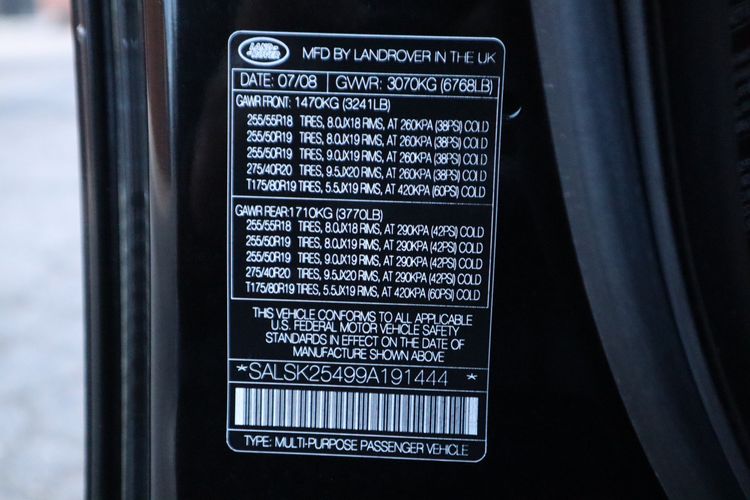 LAND-
ROVER
MFD BY LANDROVER IN THE UK
DATE: 07/08 GVWR: 3070KG (6768LB)
GAWR FRONT: 1470KG (3241LB)
255/55R18 TIRES, 8.0JX18 RIMS, AT 260KPA (38PSI) COLD
255/50R19 TIRES, 8.0JX19 RIMS, AT 260KPA (38PSI) COLD
255/50R19 TIRES, 9.0JX19 RIMS, AT 260KPA (38PSI) COLD
275/40R20 TIRES, 9.5JX20 RIMS, AT 260KPA (38PSI) COLD
T175/80R19 TIRES, 5.5JX19 RIMS, AT 420KPA (60PSI) COLD
GAWR REAR: 1710KG (3770LB)
255/55R18 TIRES, 8.0JX18 RIMS, AT 290KPA (42PSI) COLD
255/50R19 TIRES, 8.0JX19 RIMS, AT 290KPA (42PSI) COLD
255/50R19 TIRES, 9.0JX19 RIMS, AT 290KPA (42PSI) COLD
275/40R20 TIRES, 9.5JX20 RIMS, AT 290KPA (42PSI) COLD
T175/80R19 TIRES, 5.5JX19 RIMS, AT 420KPA (60PSI) COLD
THIS VEHICLE CONFORMS TO ALL APPLICABLE
U.S. FEDERAL MOTOR VEHICLE SAFETY
STANDARDS IN EFFECT ON THE DATE OF
MANUFACTURE SHOWN ABOVE
*SALSK25499A191444 *
TYPE: MULTI-PURPOSE PASSENGER VEHICLE